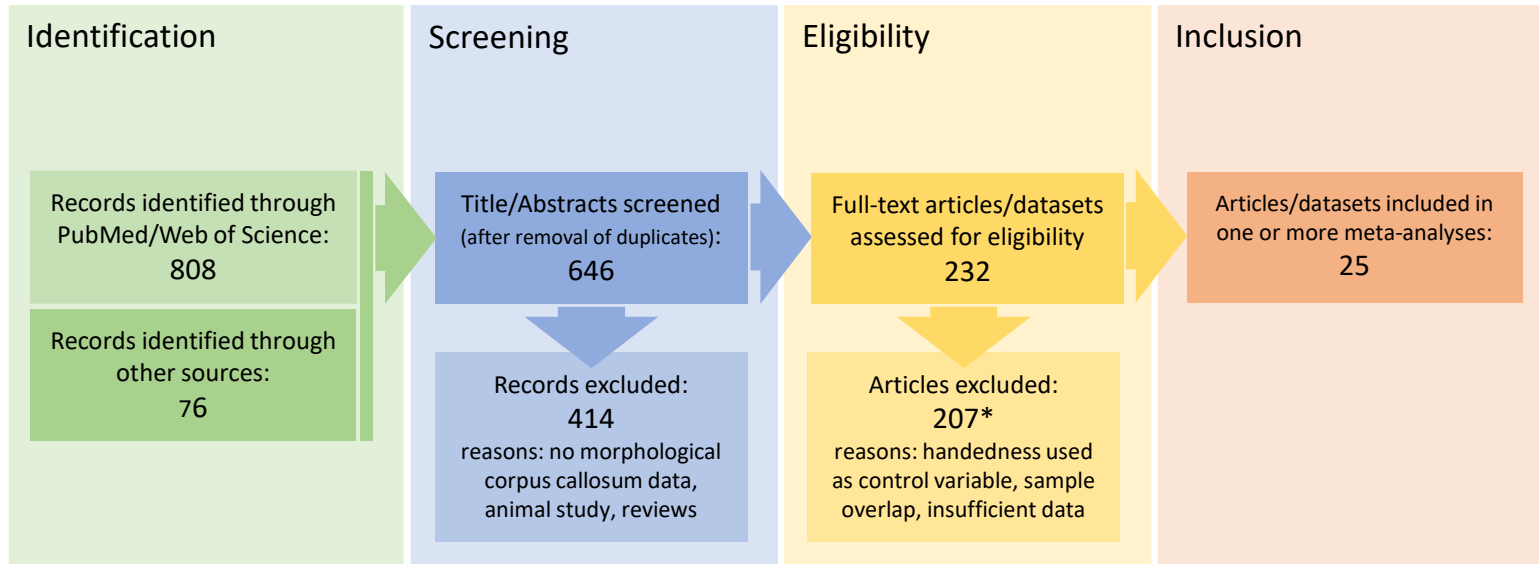 Identification
Records identified through
PubMed/Web of Science:
808
Records identified through
other sources:
76
Screening
Title/Abstracts screened
(after removal of duplicates):
646
Records excluded:
414
reasons: no morphological
corpus callosum data,
animal study, reviews
Eligibility
Full-text articles/datasets
assessed for eligibility
232
Articles excluded:
207*
reasons: handedness used
as control variable, sample
overlap, insufficient data
Inclusion
Articles/datasets included in
one or more meta-analyses:
25